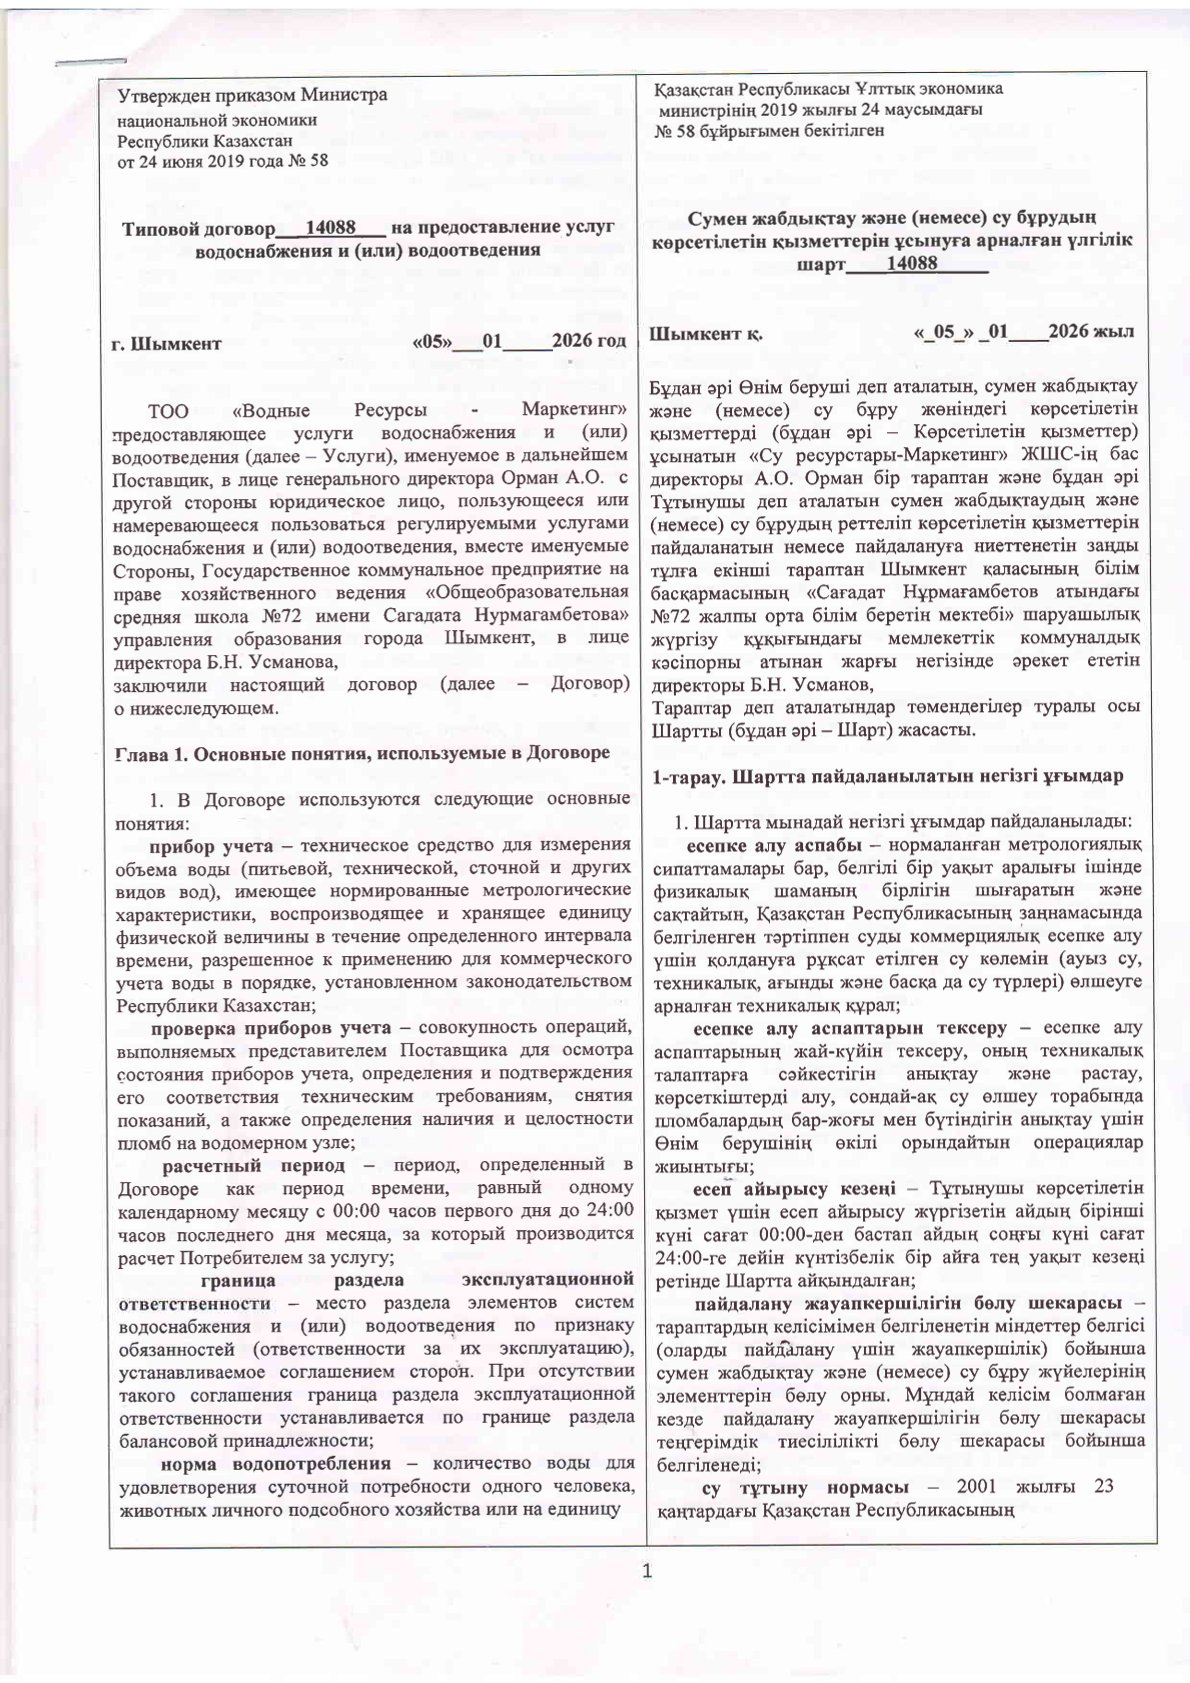 Утвержден приказом Министра
национальной экономики
Республики Казахстан
от 24 июня 2019 года № 58
Типовой договор___14088___ на предоставление услуг
водоснабжения и (или) водоотведения
г. Шымкент «05»___01_____2026 год
ТОО «Водные Ресурсы - Маркетинг»
предоставляющее услуги водоснабжения и (или)
водоотведения (далее – Услуги), именуемое в дальнейшем
Поставщик, в лице генерального директора Орман А.О. с
другой стороны юридическое лицо, пользующееся или
намеревающееся пользоваться регулируемыми услугами
водоснабжения и (или) водоотведения, вместе именуемые
Стороны, Государственное коммунальное предприятие на
праве хозяйственного ведения «Общеобразовательная
средняя школа №72 имени Сагадата Нурмагамбетова»
управления образования города Шымкент, в лице
директора Б.Н. Усманова,
заключили настоящий договор (далее – Договор)
о нижеследующем.
Глава 1. Основные понятия, используемые в Договоре
1. В Договоре используются следующие основные
понятия:
прибор учета – техническое средство для измерения
объема воды (питьевой, технической, сточной и других
видов вод), имеющее нормированные метрологические
характеристики, воспроизводящее и хранящее единицу
физической величины в течение определенного интервала
времени, разрешенное к применению для коммерческого
учета воды в порядке, установленном законодательством
Республики Казахстан;
проверка приборов учета – совокупность операций,
выполняемых представителем Поставщика для осмотра
состояния приборов учета, определения и подтверждения
его соответствия техническим требованиям, снятия
показаний, а также определения наличия и целостности
пломб на водомерном узле;
расчетный период – период, определенный в
Договоре как период времени, равный одному
календарному месяцу с 00:00 часов первого дня до 24:00
часов последнего дня месяца, за который производится
расчет Потребителем за услугу;
граница раздела эксплуатационной
ответственности – место раздела элементов систем
водоснабжения и (или) водоотведения по признаку
обязанностей (ответственности за их эксплуатацию),
устанавливаемое соглашением сторон. При отсутствии
такого соглашения граница раздела эксплуатационной
ответственности устанавливается по границе раздела
балансовой принадлежности;
норма водопотребления – количество воды для
удовлетворения суточной потребности одного человека,
животных личного подсобного хозяйства или на единицу
Қазақстан Республикасы Ұлттық экономика
министрінің 2019 жылғы 24 маусымдағы
№ 58 бұйрығымен бекітілген
Сумен жабдықтау және (немесе) су бұрудың
көрсетілетін қызметтерін ұсынуға арналған үлгілік
шарт____14088_____
Шымкент қ. «_05_» _01____2026 жыл
Бұдан әрі Өнім беруші деп аталатын, сумен жабдықтау
және (немесе) су бұру жөніндегі көрсетілетін
қызметтерді (бұдан әрі – Көрсетілетін қызметтер)
ұсынатын «Су ресурстары-Маркетинг» ЖШС-ің бас
директоры А.О. Орман бір тараптан және бұдан әрі
Тұтынушы деп аталатын сумен жабдықтаудың және
(немесе) су бұрудың реттеліп көрсетілетін қызметтерін
пайдаланатын немесе пайдалануға ниеттенетін заңды
тұлға екінші тараптан Шымкент қаласының білім
басқармасының «Сағадат Нұрмағамбетов атындағы
№72 жалпы орта білім беретін мектебі» шаруашылық
жүргізу құқығындағы мемлекеттік коммуналдық
кәсіпорны атынан жарғы негізінде әрекет ететін
директоры Б.Н. Усманов,
Тараптар деп аталатындар төмендегілер туралы осы
Шартты (бұдан әрі – Шарт) жасасты.
1-тарау. Шартта пайдаланылатын негізгі ұғымдар
1. Шартта мынадай негізгі ұғымдар пайдаланылады:
есепке алу аспабы – нормаланған метрологиялық
сипаттамалары бар, белгілі бір уақыт аралығы ішінде
физикалық шаманың бірлігін шығаратын және
сақтайтын, Қазақстан Республикасының заңнамасында
белгіленген тәртіппен суды коммерциялық есепке алу
үшін қолдануға рұқсат етілген су көлемін (ауыз су,
техникалық, ағынды және басқа да су түрлері) өлшеуге
арналған техникалық құрал;
есепке алу аспаптарын тексеру – есепке алу
аспаптарының жай-күйін тексеру, оның техникалық
талаптарға сәйкестігін анықтау және растау,
көрсеткіштерді алу, сондай-ақ су өлшеу торабында
пломбалардың бар-жоғы мен бүтіндігін анықтау үшін
Өнім берушінің өкілі орындайтын операциялар
жиынтығы;
есеп айырысу кезеңі – Тұтынушы көрсетілетін
қызмет үшін есеп айырысу жүргізетін айдың бірінші
күні сағат 00:00-ден бастап айдың соңғы күні сағат
24:00-ге дейін күнтізбелік бір айға тең уақыт кезеңі
ретінде Шартта айқындалған;
пайдалану жауапкершілігін бөлу шекарасы –
тараптардың келісімімен белгіленетін міндеттер белгісі
(оларды пайдалану үшін жауапкершілік) бойынша
сумен жабдықтау және (немесе) су бұру жүйелерінің
элементтерін бөлу орны. Мұндай келісім болмаған
кезде пайдалану жауапкершілігін бөлу шекарасы
теңгерімдік тиесілілікті бөлу шекарасы бойынша
белгіленеді;
су тұтыну нормасы – 2001 жылғы 23
қаңтардағы Қазақстан Республикасының
1